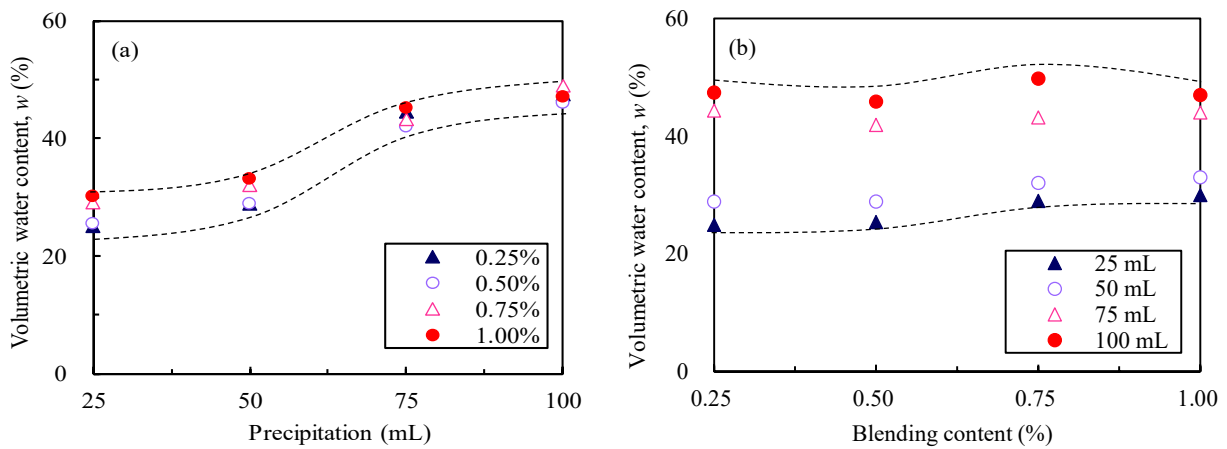 (a)
Volumetric water content, w (%)
60
40
20
0
25 50 75 100
Precipitation (mL)
0.25%
0.50%
0.75%
1.00%
(b)
Volumetric water content, w (%)
60
40
20
0
0.25 0.50 0.75 1.00
Blending content (%)
25 mL
50 mL
75 mL
100 mL